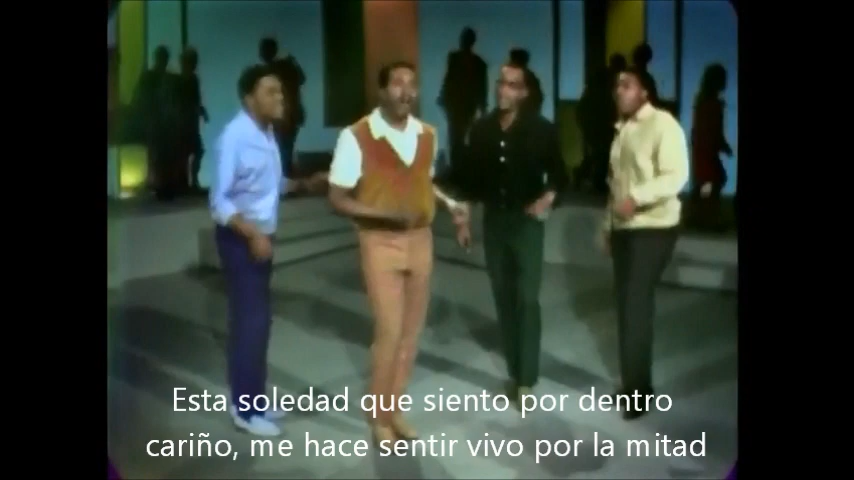 Esta soledad que siento por dentro
cariño, me hace sentir vivo por la mitad